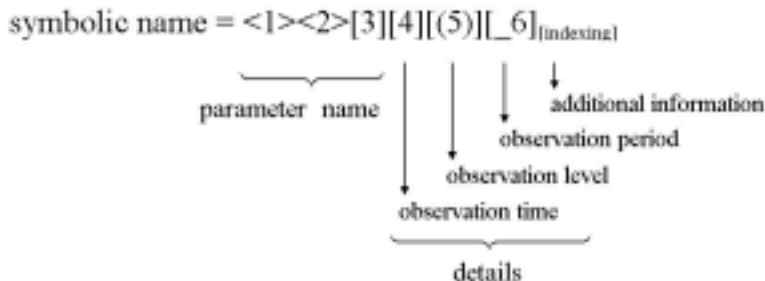 symbolic name = <1><2>[3][4][(5)][_6][indexing]
parameter name
additional information
observation period
observation level
observation time
details